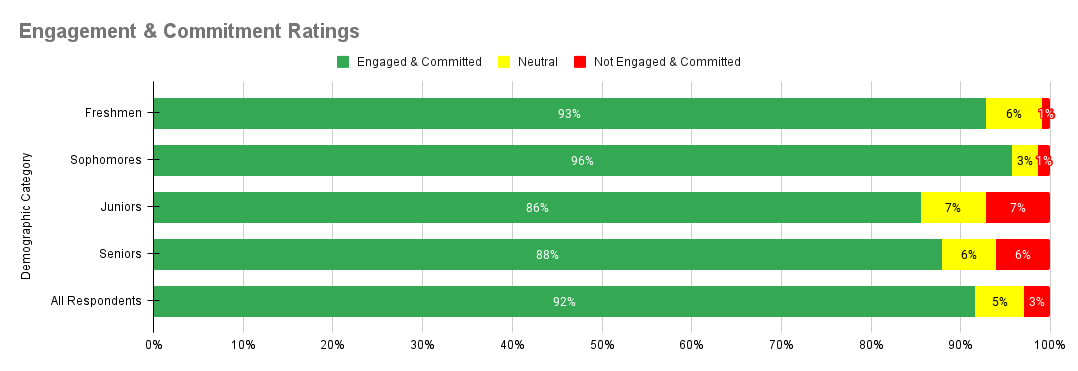 Engagement & Commitment Ratings
Engaged & Committed Neutral Not Engaged & Committed
Demographic Category
Freshmen 93% 6% 1%
Sophomores 96% 3% 1%
Juniors 86% 7% 7%
Seniors 88% 6% 6%
All Respondents 92% 5% 3%
0% 10% 20% 30% 40% 50% 60% 70% 80% 90% 100%